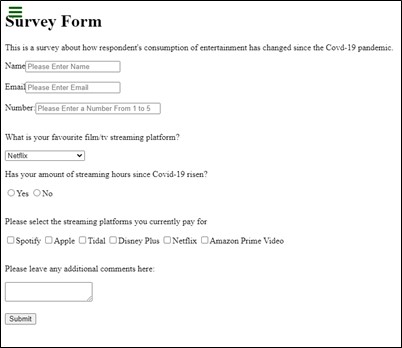 Survey Form
This is a survey about how respondent's consumption of entertainment has changed since the Covd-19 pandemic.
Name Please Enter Name
Email Please Enter Email
Number: Please Enter a Number From 1 to 5
What is your favourite film/tv streaming platform?
Netflix
Has your amount of streaming hours since Covid-19 risen?
Yes No
Please select the streaming platforms you currently pay for
Spotify Apple Tidal Disney Plus Netflix Amazon Prime Video
Please leave any additional comments here:
Submit